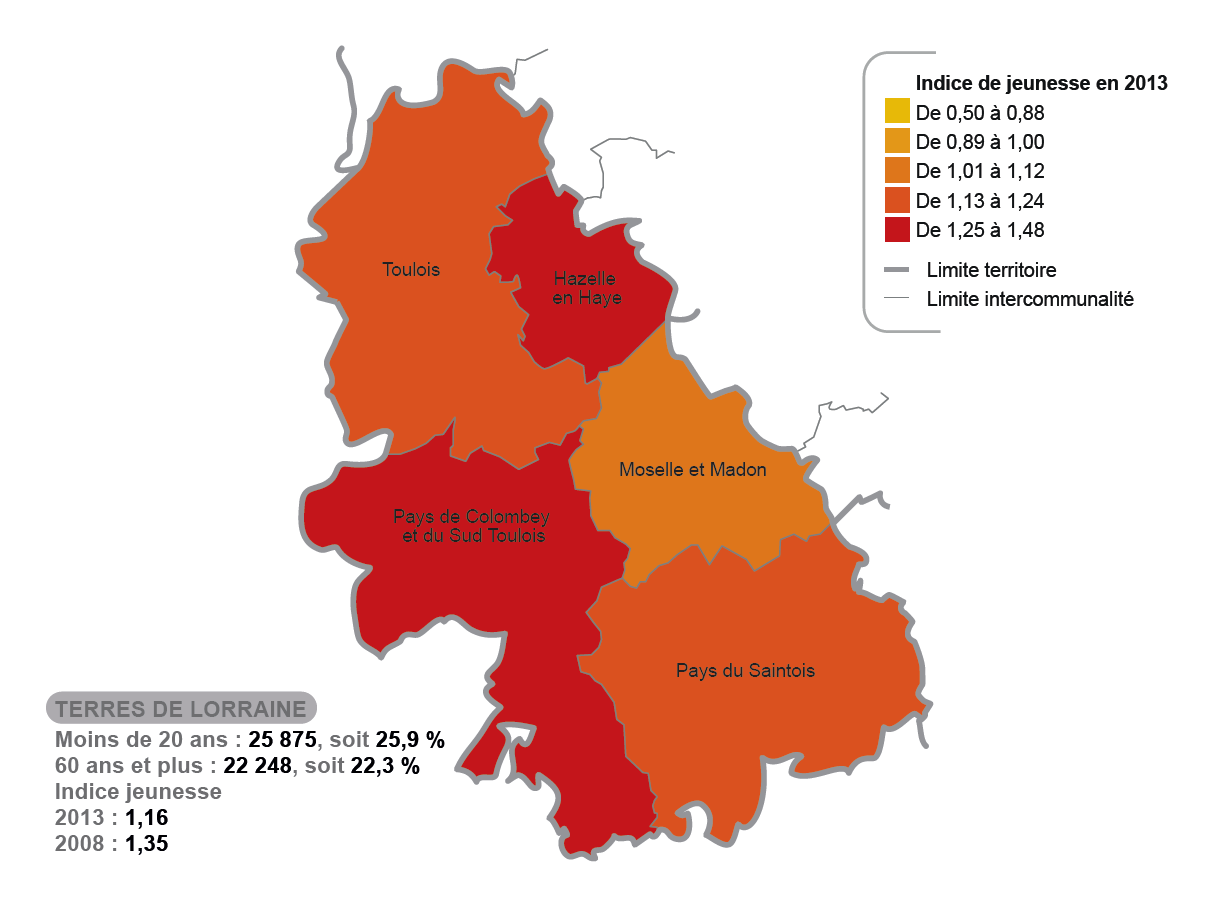 Indice de jeunesse en 2013
De 0,50 à 0,88
De 0,89 à 1,00
De 1,01 à 1,12
De 1,13 à 1,24
De 1,25 à 1,48
Limite territoire
Limite intercommunalité
Toulois
Hazelle
en Haye
Moselle et Madon
Pays de Colombey
et du Sud Toulois
Pays du Saintois
TERRES DE LORRAINE
Moins de 20 ans : 25 875, soit 25,9 %
60 ans et plus : 22 248, soit 22,3 %
Indice jeunesse
2013 : 1,16
2008 : 1,35